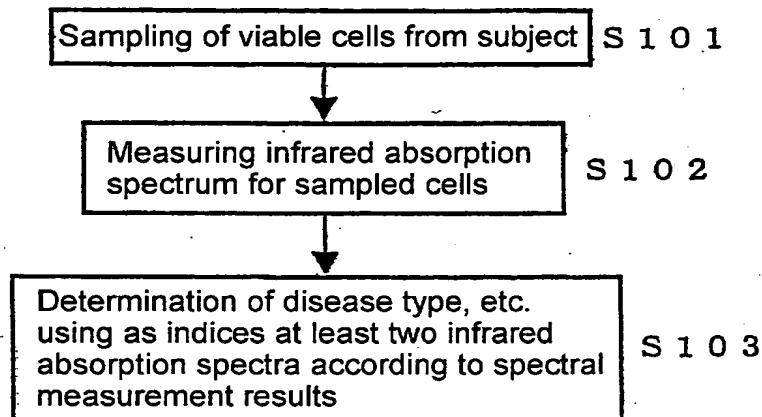 Sampling of viable cells from subject S 1 0 1
Measuring infrared absorption
spectrum for sampled cells
S 1 0 2
Determination of disease type, etc.
using as indices at least two infrared
absorption spectra according to spectral
measurement results
S 1 0 3